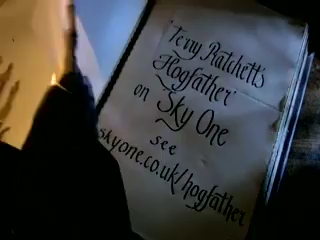 Terry Pratchett's
Hogfather
on Sky One
see
skyone.co.uk/hogfather